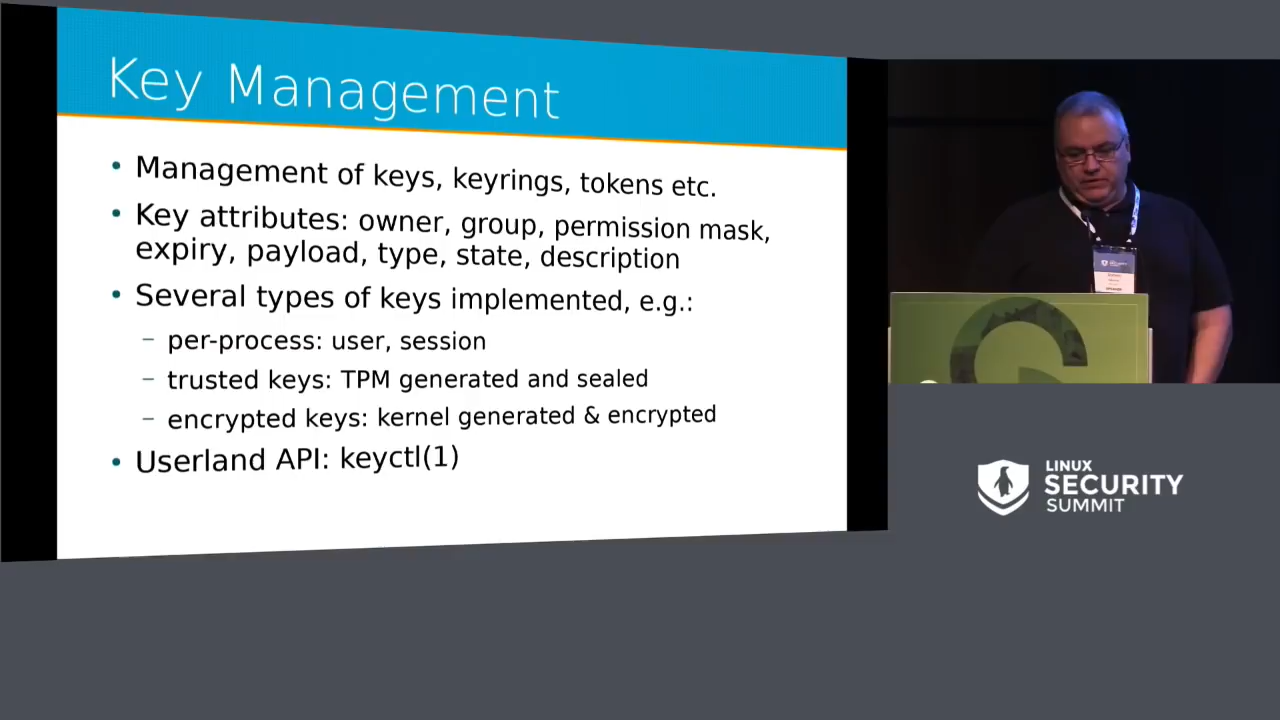 Key Management
• Management of keys, keyrings, tokens etc.
• Key attributes: owner, group, permission mask,
expiry, payload, type, state, description
• Several types of keys implemented, e.g.:
– per-process: user, session
– trusted keys: TPM generated and sealed
– encrypted keys: kernel generated & encrypted
• Userland API: keyctl(1)
LINUX
SECURITY
SUMMIT